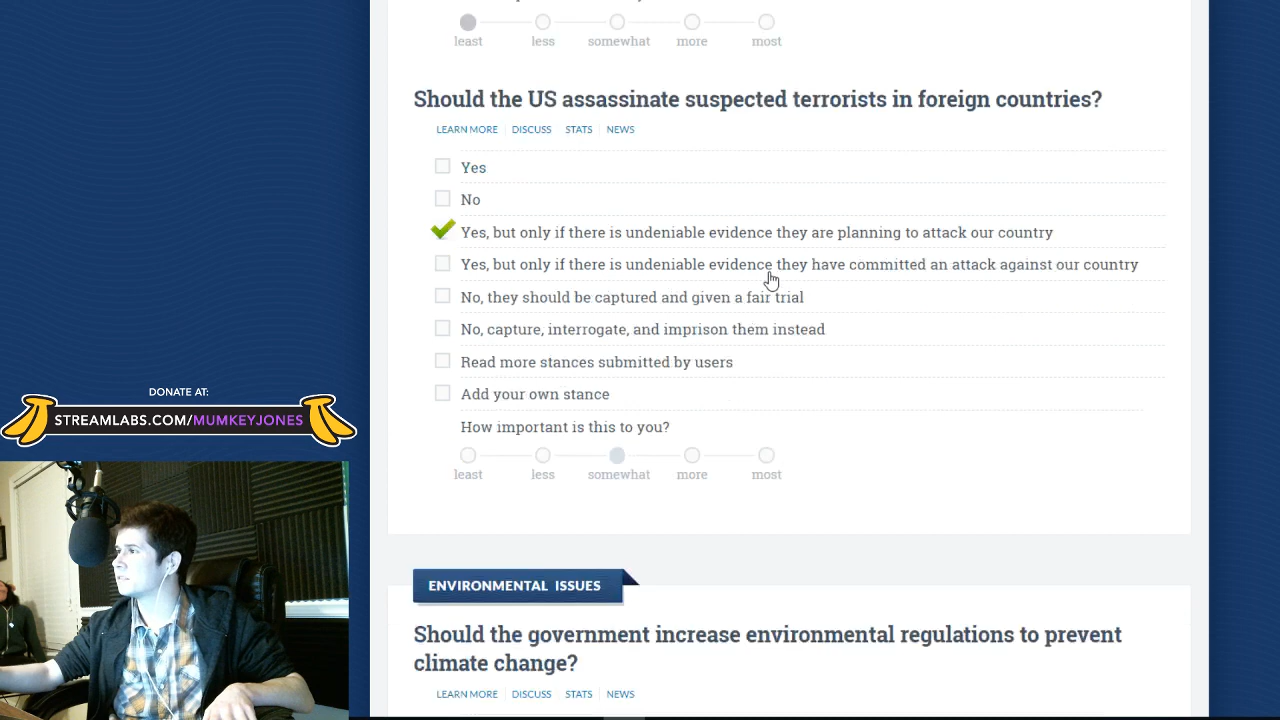 least less somewhat more most
Should the US assassinate suspected terrorists in foreign countries?
LEARN MORE DISCUSS STATS NEWS
Yes
No
Yes, but only if there is undeniable evidence they are planning to attack our country
Yes, but only if there is undeniable evidence they have committed an attack against our country
No, they should be captured and given a fair trial
No, capture, interrogate, and imprison them instead
Read more stances submitted by users
Add your own stance
How important is this to you?
least less somewhat more most
DONATE AT:
STREAMLABS.COM/MUMKEYJONES
ENVIRONMENTAL ISSUES
Should the government increase environmental regulations to prevent
climate change?
LEARN MORE DISCUSS STATS NEWS